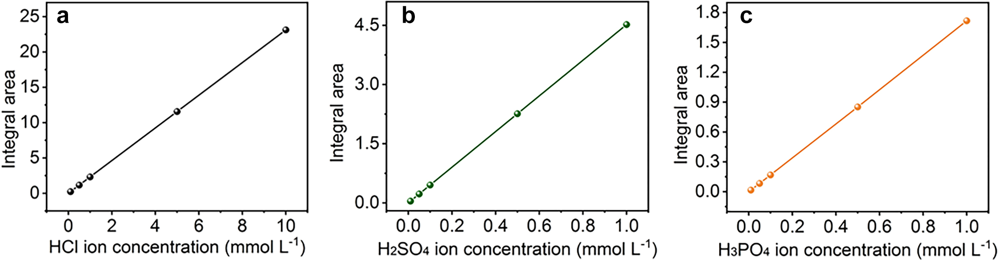 a
25
20
15
10
5
0
Integral area
0 2 4 6 8 10
HCl ion concentration (mmol L⁻¹)
b
4.5
3.0
1.5
0.0
Integral area
0.0 0.2 0.4 0.6 0.8 1.0
H₂SO₄ ion concentration (mmol L⁻¹)
c
1.8
1.5
1.2
0.9
0.6
0.3
0.0
Integral area
0.0 0.2 0.4 0.6 0.8 1.0
H₃PO₄ ion concentration (mmol L⁻¹)